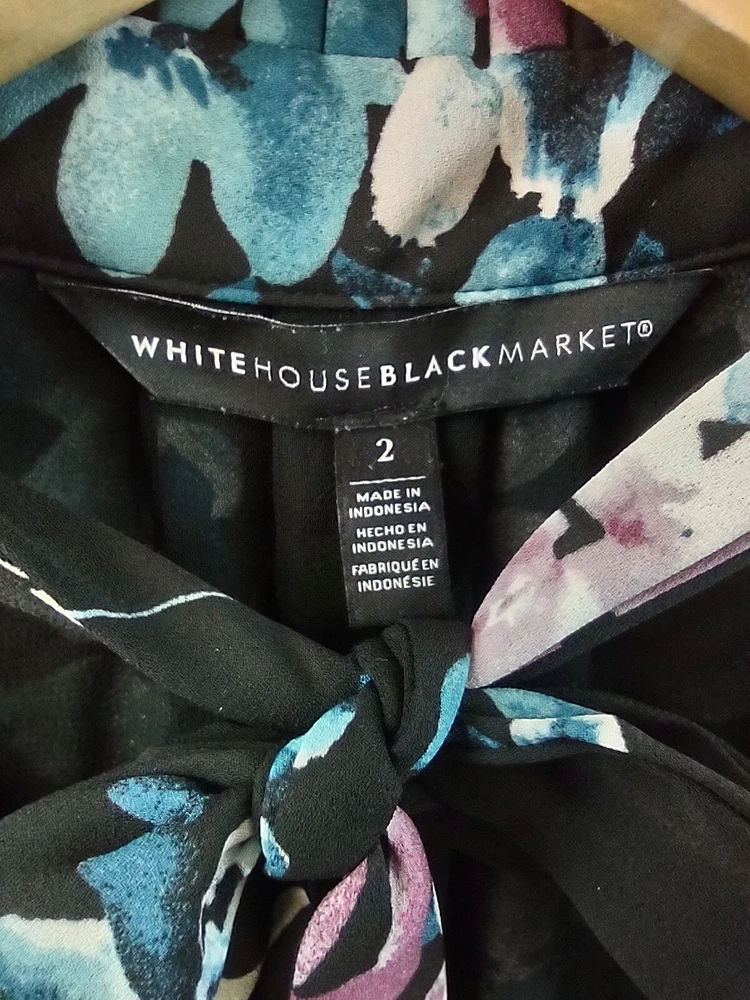 WHITEHOUSEBLACKMARKET®
2
MADE IN
INDONESIA
HECHO EN
INDONESIA
FABRIQUÉ EN
INDONÉSIE